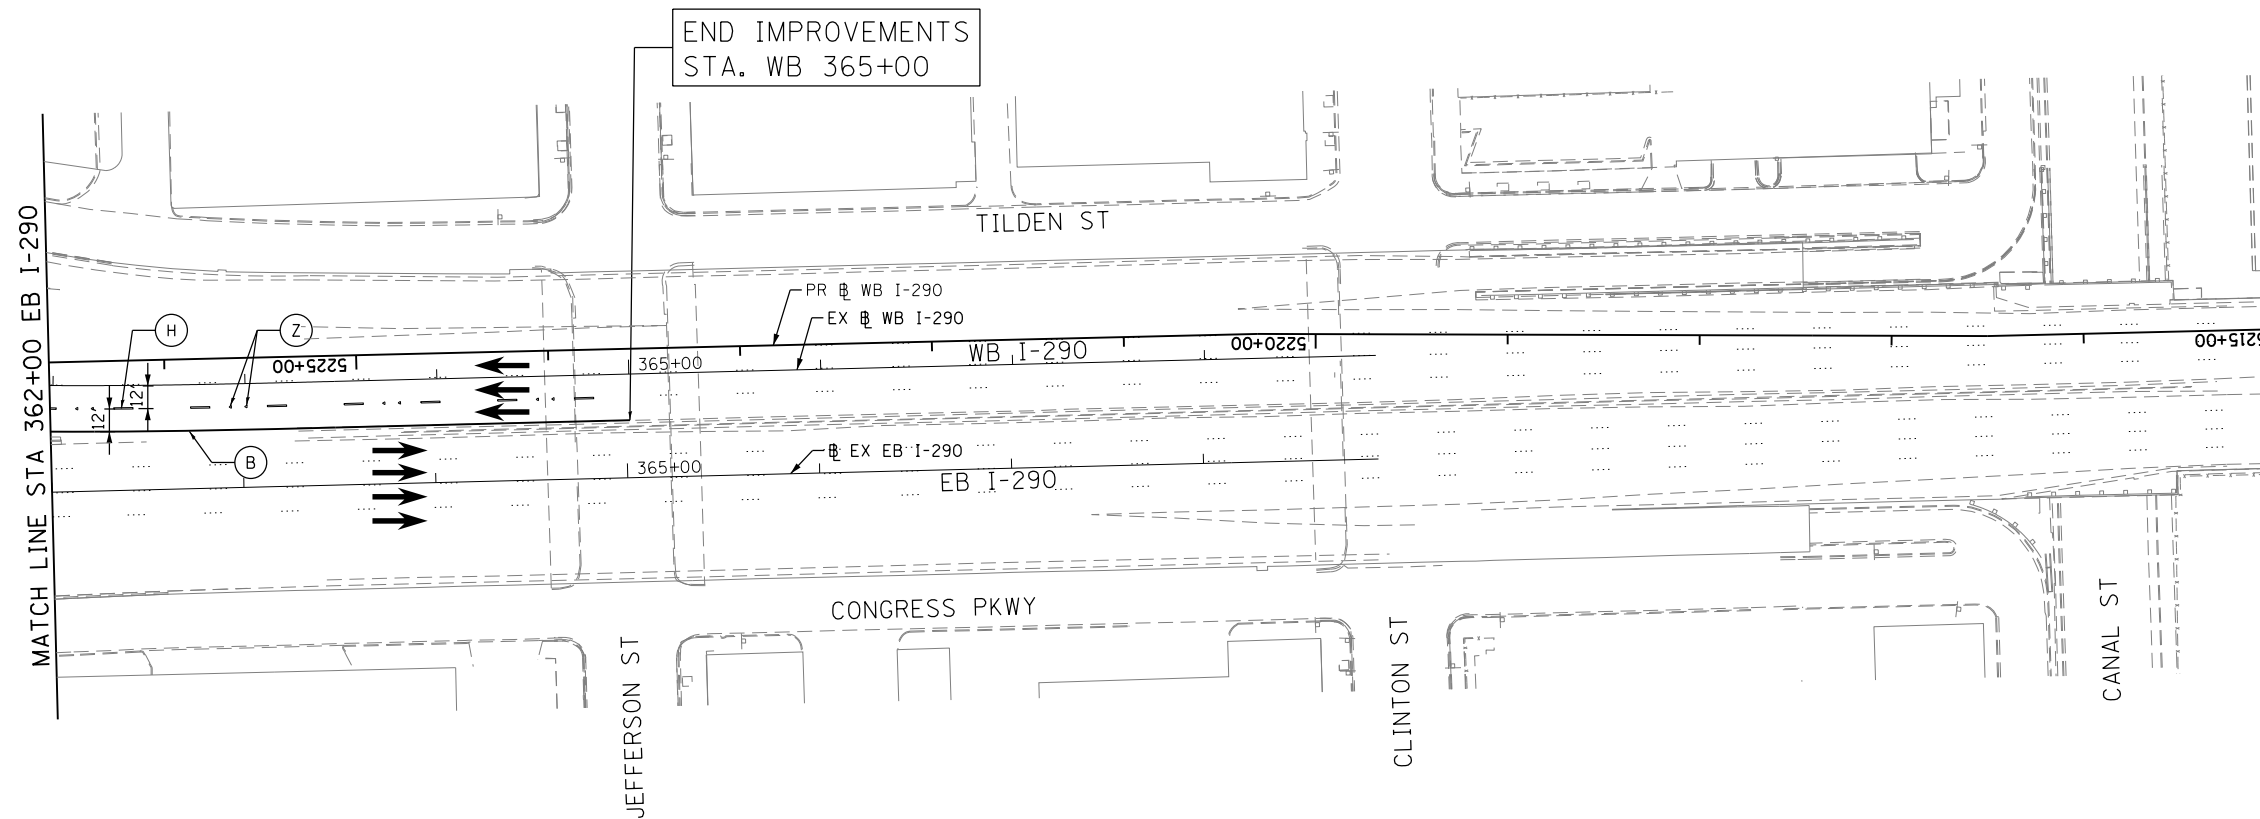 END IMPROVEMENTS
STA. WB 365+00
MATCH LINE STA 362+00 EB I-290
TILDEN ST
PR ℄ WB I-290
EX ℄ WB I-290
H
Z
5225+00
365+00
WB I-290
5220+00
5215+00
12'
12'
B
℄ EX EB I-290
365+00
EB I-290
CONGRESS PKWY
JEFFERSON ST
CLINTON ST
CANAL ST